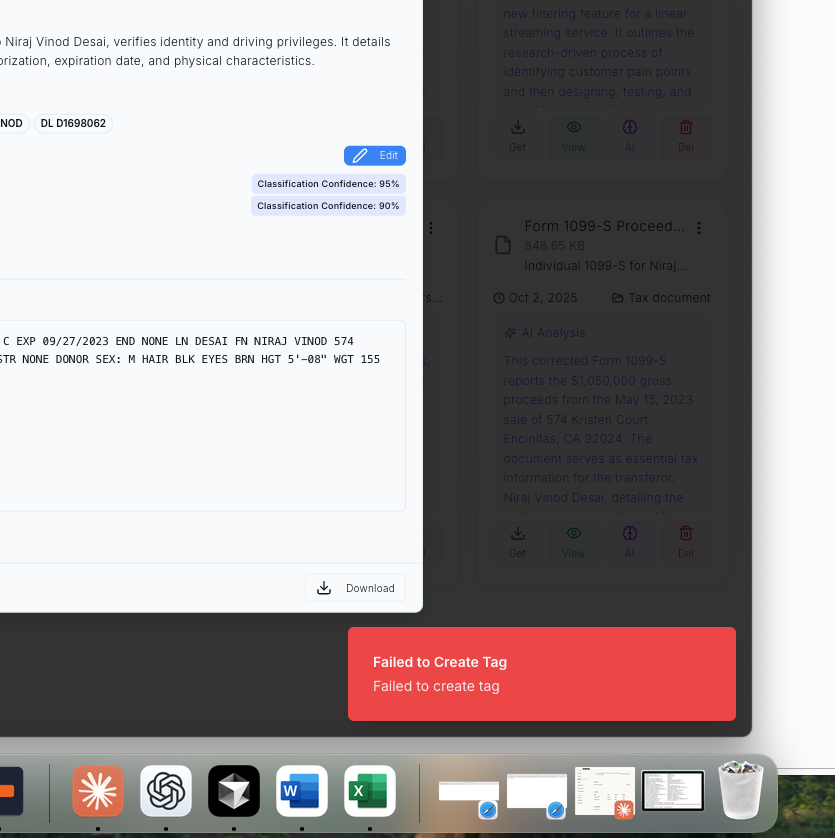 Niraj Vinod Desai, verifies identity and driving privileges. It details
orization, expiration date, and physical characteristics.
NOD
DL D1698062
Edit
Classification Confidence: 95%
Classification Confidence: 90%
C EXP 09/27/2023 END NONE LN DESAI FN NIRAJ VINOD 574
STR NONE DONOR SEX: M HAIR BLK EYES BRN HGT 5'-08" WGT 155
Download
new filtering feature for a linear
streaming service. It outlines the
research-driven process of
identifying customer pain points
and then designing, testing, and
Get
View
AI
Del
Form 1099-S Proceed...
848.65 KB
Individual 1099-S for Niraj...
Oct 2, 2025
Tax document
AI Analysis
This corrected Form 1099-S
reports the $1,050,000 gross
proceeds from the May 15, 2023
sale of 574 Kristen Court,
Encinitas, CA 92024. The
document serves as essential tax
information for the transferor,
Niraj Vinod Desai, detailing the
Get
View
AI
Del
Failed to Create Tag
Failed to create tag
W
X